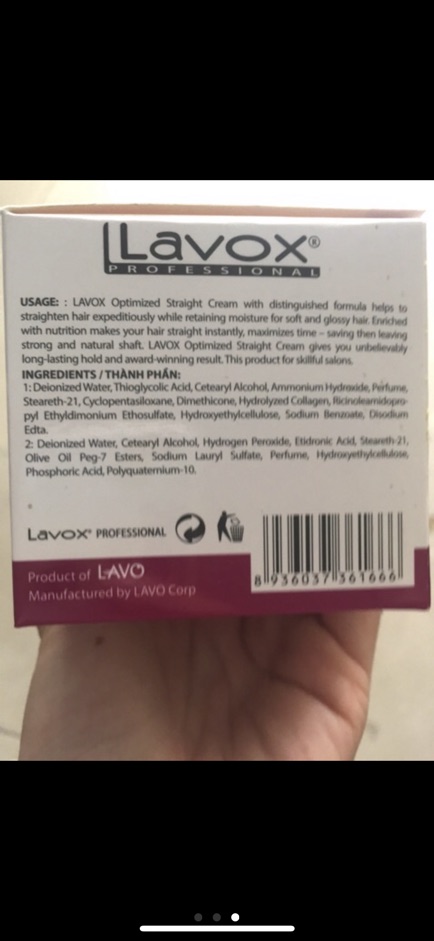 Lavox®
PROFESSIONAL
USAGE: : LAVOX Optimized Straight Cream with distinguished formula helps to
straighten hair expeditiously while retaining moisture for soft and glossy hair. Enriched
with nutrition makes your hair straight instantly, maximizes time – saving then leaving
strong and natural shaft. LAVOX Optimized Straight Cream gives you unbelievably
long-lasting hold and award-winning result. This product for skillful salons.
INGREDIENTS / THÀNH PHẦN:
1: Deionized Water, Thioglycolic Acid, Cetearyl Alcohol, Ammonium Hydroxide, Perfume,
Steareth-21, Cyclopentasiloxane, Dimethicone, Hydrolyzed Collagen, Ricinoleamidopro-
pyl Ethyldimonium Ethosulfate, Hydroxyethylcellulose, Sodium Benzoate, Disodium
Edta.
2: Deionized Water, Cetearyl Alcohol, Hydrogen Peroxide, Etidronic Acid, Steareth-21,
Olive Oil Peg-7 Esters, Sodium Lauryl Sulfate, Perfume, Hydroxyethylcellulose,
Phosphoric Acid, Polyquaternium-10.
Lavox® PROFESSIONAL
8 936037 361666
Product of LAVO
Manufactured by LAVO Corp